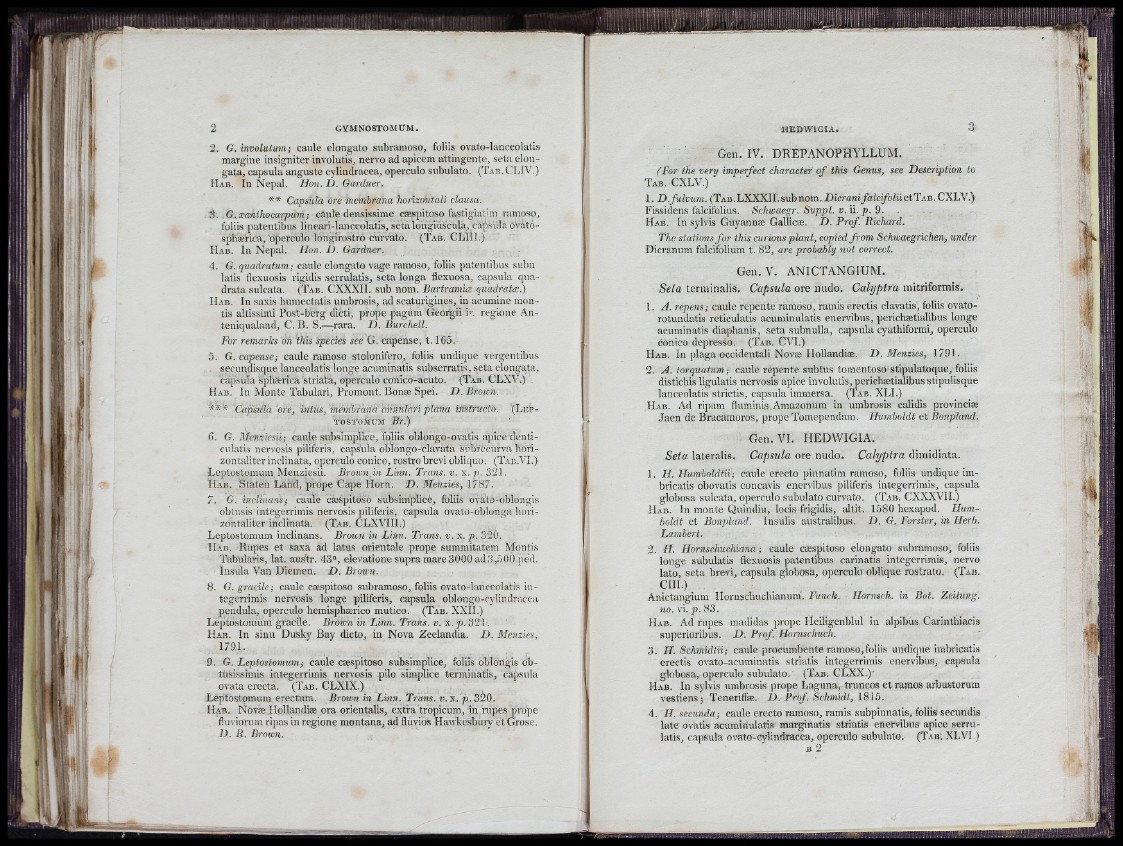 2 GYMNOSTOMUM.
2. G. involutum; caule elongato subramoso, foliis ovato-lanceolatis
margine insigniter involutis, nervo ad apicem attingente, seta elon-
gata, capsula anguste cylindracea, operculo subulato. (TAB. CLIV.)
HAB. In Nepal. Hon. D. Gardner.
** Capsula ore membrana horizontali clausa.
3. G. xanthocarpum; caule densissime cæspitoso fastigiatim ramoso,
foliis patentibus lineari-lanceolatis, seta longiuscula, capsula ovato-
sphærica, operculo longirostro curvato. (TAB. CLIII.)
HAB. In Nepal. Hon. D. Gardner.
4. G. quadratum; caule elongato vage ramoso, foliis patentibus subu
latis flexuosis rigidis serrulatis, seta longa flexuosa, capsula qua-
drata sulcata. (TAB. CXXXII. sub nom. Bartramiæ quadratæ.)
HAB. In saxis humectatis umbrosis, ad scaturigines, in acumine mon-
tis altissimi Post-berg dicti, prope pagum Georgii in regione An-
teniqualand, C. B. S.—rara. D. Burchell.
For remarks on this species see G. capense, t. 165.
5. G. capense; caule ramoso stolonifero, foliis undique vergentibus
secundisque lanceolatis longe acuminatis subserratis, seta elongata,
capsula sphærica striata, operculo conico-acuto. (TAB. CLXV.)
HAB. In Monte Tabulari, Promont. Bonæ Spei. D. Brown.
*** Capsula ore, intus, membrana annulari plana instructo. (LEP-
TOSTOMUM Br.)
6. G. Menziesii; caule subsimplice, foliis oblongo-ovatis apice denti-
culatis nervosis piliferis, capsula oblongo-clavata subrecurva hori-
zontaliter inclinata, operculo conico, rostro brevi obliquo. (TAB.VI.)
Leptostomum Menziesii. Brown in Linn. Trans. v. x. p. 321.
HAB. Staten Land, prope Cape Horn. D. Menzies, 1787.
7. G. inclinans; caule cæspitoso subsimplice, foliis ovato-oblongis
obtusis integerrimis nervosis piliferis, capsula ovato-oblonga hori-
zontaliter inclinata. (TAB. CLXVIII.)
Leptostomum inclinans. Brown in Linn. Trans. v. x. p. 320.
HAB. Rupes et saxa ad latus orientale prope summitatem Montis
Tabularis, lat. austr. 43°, elevatione supra mare 3000 ad 3,500 ped.
Insula Van Diemen. D. Brown.
8. G. gracile; caule cæspitoso subramoso, foliis ovato-lanceolatis in-
tegerrimis nervosis longe piliferis, capsula oblongo-cylindracea
pendula, operculo hemisphærico mutico. (TAB. XXII.)
Leptostomum gracile. Brown in Linn. Trans. v. x. p. 321
HAB. In sinu Dusky Bay dicto, in Nova Zeelandia. D. Menzies,
1791.
9. G. Leptostomum; caule cæspitoso subsimplice, foliis oblongis ob-
tusissimis integerrimis nervosis pilo simplice terminatis, capsula
ovata erecta. (TAB. CLXIX.)
Leptostomum erectum. Brown in Linn. Trans. v. x. p. 320.
HAB. Novæ Hollandiæ ora orientalis, extra tropicum, in rupes prope
fluviorum ripas in regione montana, ad fluvios Hawkesbury et Grose.
D. R. Brown.
HEDWIGIA. 3
Gen. IV. DREPANOPHYLLUM.
(For the very imperfect character of this Genus, see Description to
TAB. CXLV.)
1. D. fulvum. (TAB. LXXXII. sub nom. Dicrani falcifolii et TAB. CXLV.)
Fissidens falcifolius. Schwaegr. Suppl. v. ii. p. 9.
HAB. In sylvis Guyannæ Gallicæ. D. Prof. Richard.
The stations for this curious plant, copied from Schwaegrichen, under
Dicranum falcifolium t. 82, are probably not correct.
Gen. V. ANICTANGIUM.
Seta terminalis. Capsula ore nudo. Calyptra mitriformis.
1. A. repens; caule repente ramoso, ramis erectis clavatis, foliis ovato-
rotundatis reticulatis acuminulatis enervibus, perichætialibus longe
acuminatis diaphanis, seta subnulla, capsula cyathiformi, operculo
conico depresso. (TAB. CVI.)
HAB. In plaga occidentali Novæ Hollandiæ. D. Menzies, 1791.
2. A. torquatum; caule repente subtus tomentoso stipulatoque, foliis
distichis ligulatis nervosis apice involutis, perichætialibus stipulisque
lanceolatis strictis, capsula immersa. (TAB. XLI.)
HAB. Ad ripam fluminis Amazonum in umbrosis calidis provinciæ
Jaen de Bracamoros, prope Tomependam. Humboldt et Bonpland.
Gen. VI. HEDWIGIA.
Seta lateralis. Capsula ore nudo. Calyptra dimidiata.
1. H. Humboldtii; caule erecto pinnatim ramoso, foliis undique im-
bricatis obovatis concavis enervibus piliferis integerrimis, capsula
globosa sulcata, operculo subulato curvato. (TAB. CXXXVII.)
HAB. In monte Quindiu, locis frigidis, altit. 1580 hexapod. Hum-
boldt et Bonpland. Insulis australibus. D. G. Forster, in Herb.
Lambert.
2. H. Hornschuchiana; caule cæspitoso elongato subramoso, foliis
longe subulatis flexuosis patentibus carinatis integerrimis, nervo
lato, seta brevi, capsula globosa, operculo oblique rostrato. (TAB.
CIII.)
Anictangium Hornschuchianum. Funck. Hornsch. in Bot. Zeitung.
no. vi. p. 83.
HAB. Ad rupes madidas prope Heiligenblul in alpibus Carinthiacis
superioribus. D. Prof. Hornschuch.
3. H. Schmidtii; caule procumbente ramoso, foliis undique imbricatis
erectis ovato-acuminatis striatis integerrimis enervibus, capsula
globosa, operculo subulato. (TAB. CLXX.)
HAB. In sylvis umbrosis prope Laguna, truncos et ramos arbustorum
vestiens; Teneriffæ. D. Prof. Schmidt, 1815.
4. H. secunda; caule erecto ramoso, ramis subpinnatis, foliis secundis
late ovatis acuminulatis marginatis striatis enervibus apice serru-
latis, capsula ovato-cylindracea, operculo subulato. (TAB. XLVI.)
B 2